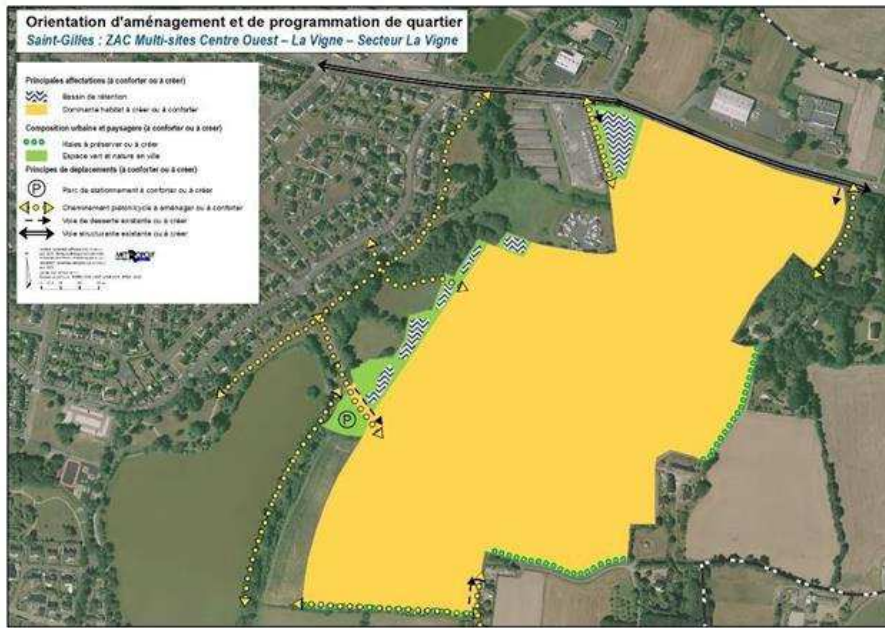 Orientation d'aménagement et de programmation de quartier
Saint-Gilles : ZAC Multi-sites Centre Ouest – La Vigne – Secteur La Vigne
Principales affectations (à conforter ou à créer)
Bassin de rétention
Dominante habitat à créer ou à conforter
Composition urbaine et paysagère (à conforter ou à créer)
Haies à préserver ou à créer
Espace vert et nature en ville
Principes de déplacements (à conforter ou à créer)
P
Parc de stationnement à conforter ou à créer
Cheminement piéton/cycle à aménager ou à conforter
Voie de desserte existante ou à créer
Voie structurante existante ou à créer
P